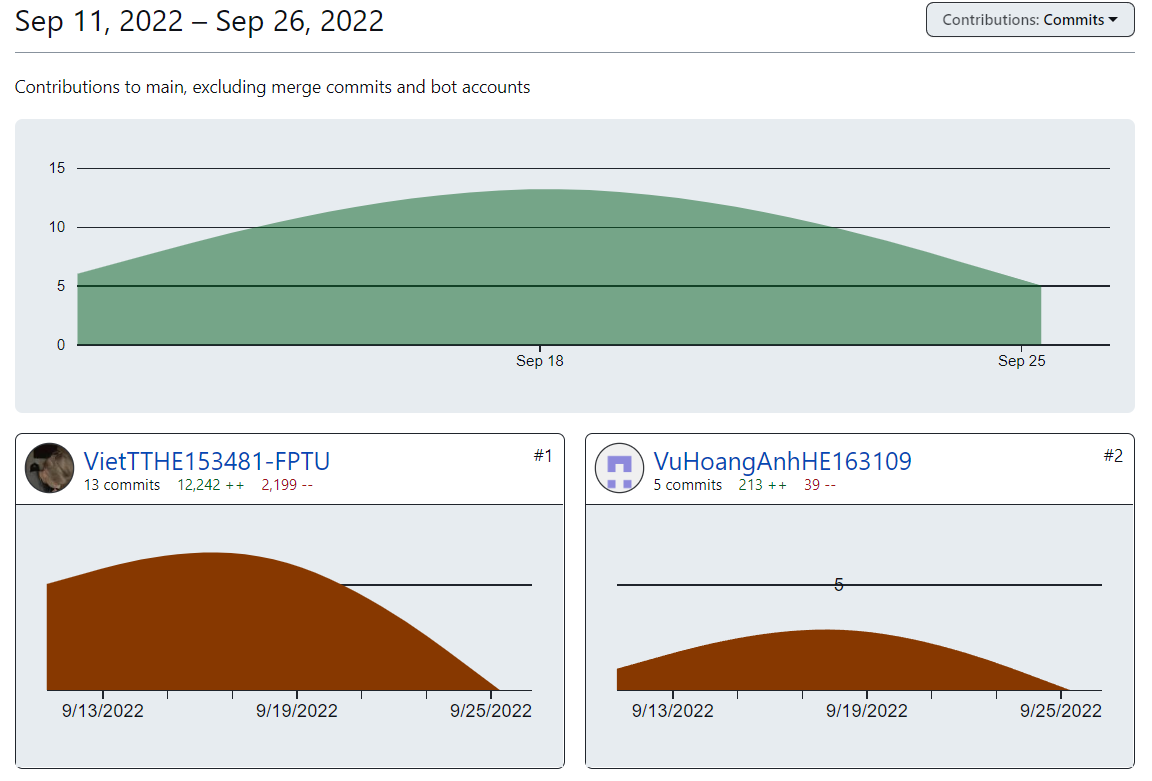 Sep 11, 2022 – Sep 26, 2022
Contributions: Commits
Contributions to main, excluding merge commits and bot accounts
15
10
5
0
Sep 18
Sep 25
VietTTHE153481-FPTU
#1
13 commits 12,242 ++ 2,199 --
9/13/2022
9/19/2022
9/25/2022
VuHoangAnhHE163109
#2
5 commits 213 ++ 39 --
5
9/13/2022
9/19/2022
9/25/2022